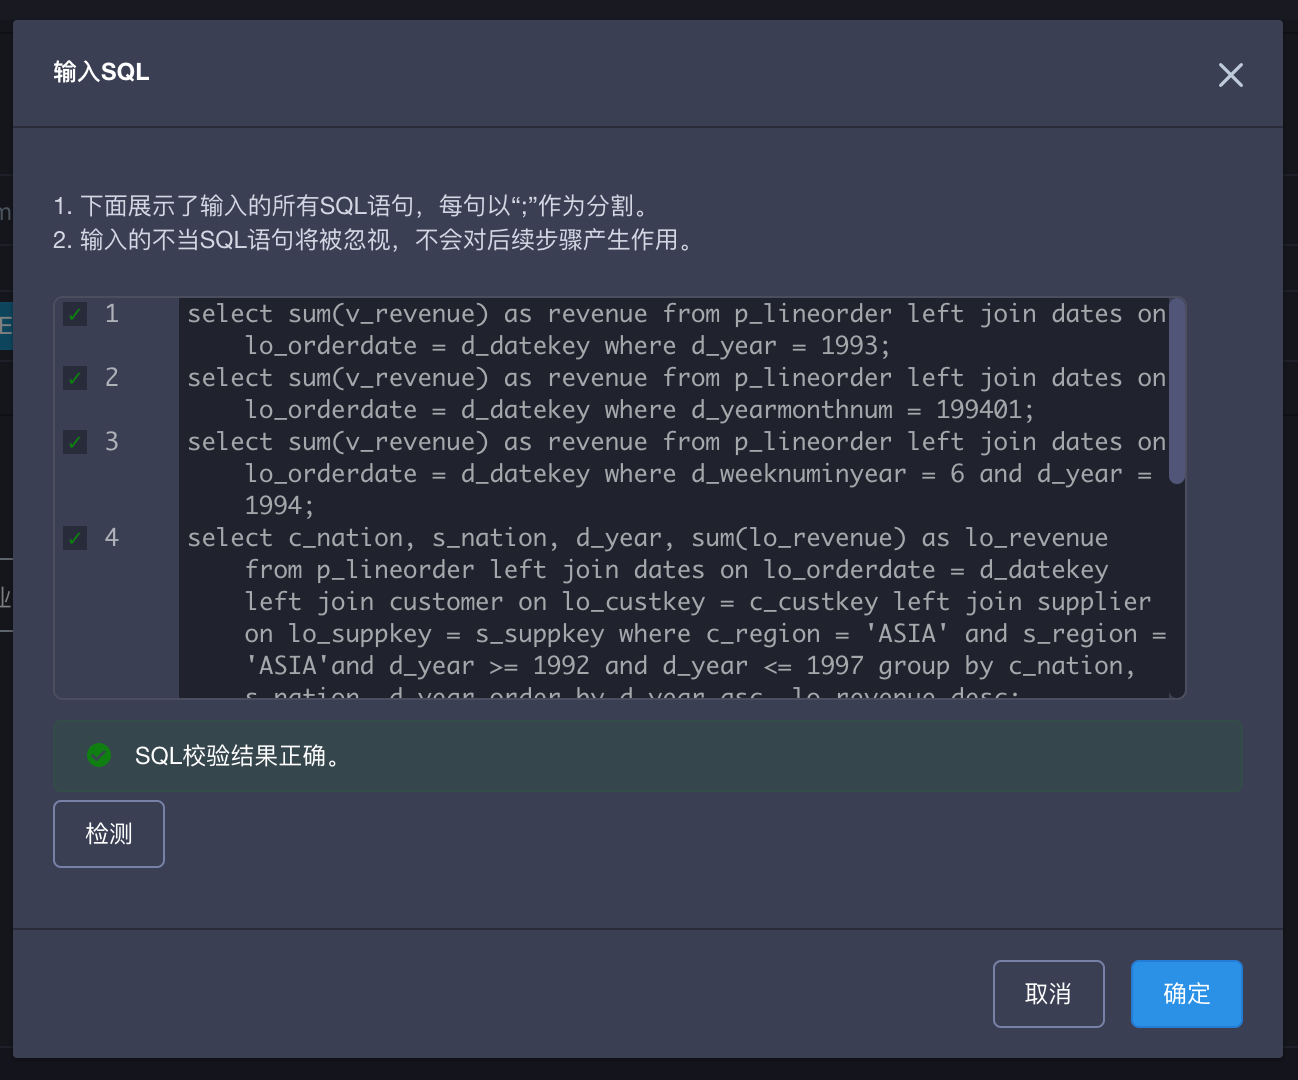 输入SQL
1. 下面展示了输入的所有SQL语句，每句以“;”作为分割。
2. 输入的不当SQL语句将被忽视，不会对后续步骤产生作用。
1 select sum(v_revenue) as revenue from p_lineorder left join dates on
lo_orderdate = d_datekey where d_year = 1993;
2 select sum(v_revenue) as revenue from p_lineorder left join dates on
lo_orderdate = d_datekey where d_yearmonthnum = 199401;
3 select sum(v_revenue) as revenue from p_lineorder left join dates on
lo_orderdate = d_datekey where d_weeknuminyear = 6 and d_year =
1994;
4 select c_nation, s_nation, d_year, sum(lo_revenue) as lo_revenue
from p_lineorder left join dates on lo_orderdate = d_datekey
left join customer on lo_custkey = c_custkey left join supplier
on lo_suppkey = s_suppkey where c_region = 'ASIA' and s_region =
'ASIA'and d_year >= 1992 and d_year <= 1997 group by c_nation,
s_nation, d_year order by d_year asc, lo_revenue desc;
SQL校验结果正确。
检测
取消
确定